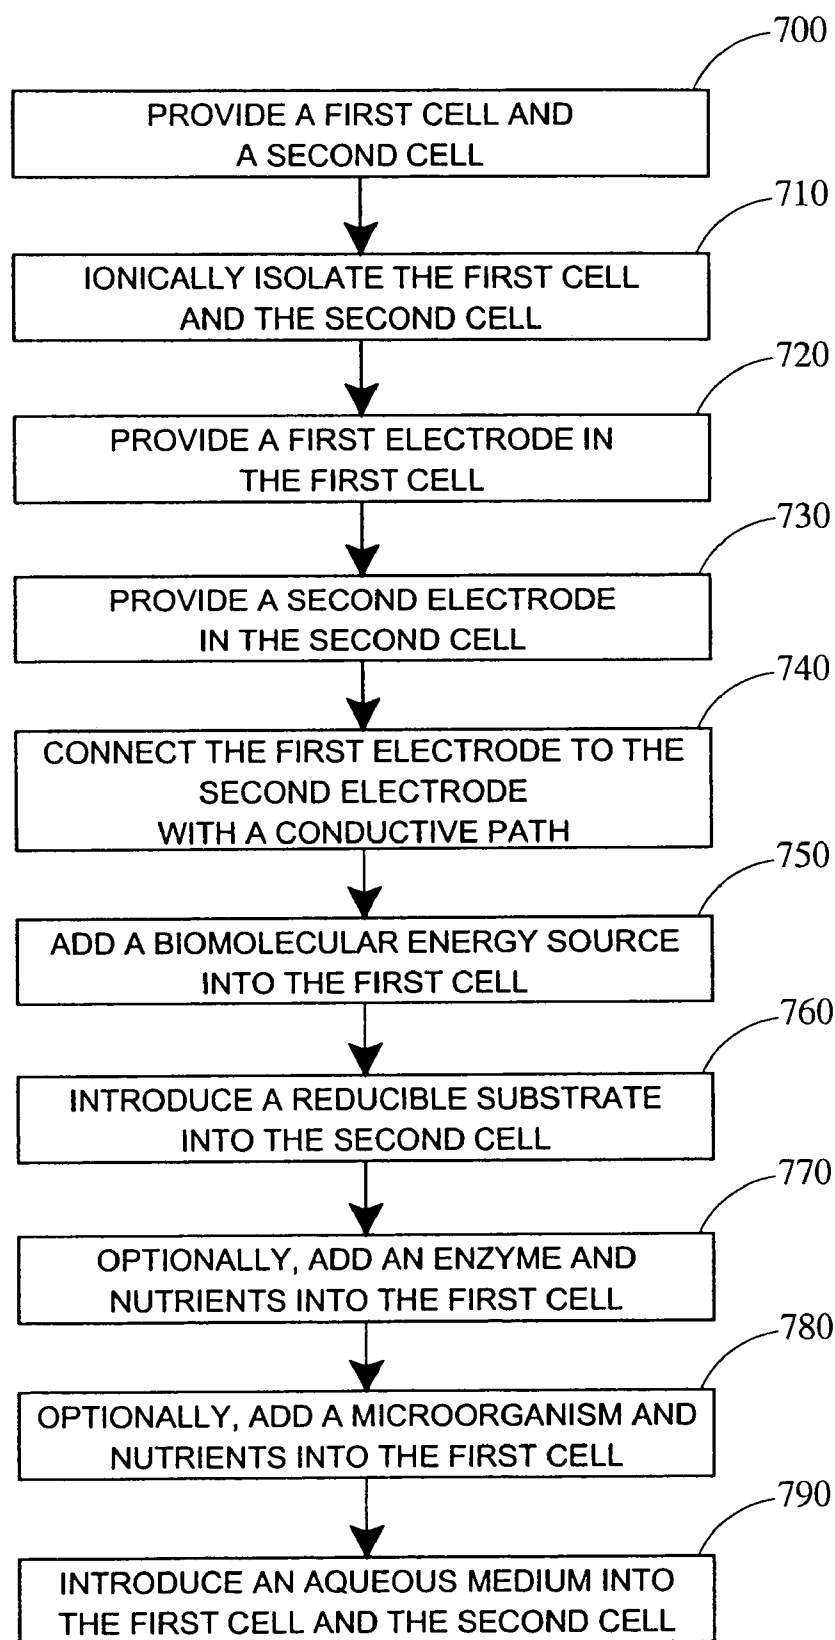 700
PROVIDE A FIRST CELL AND
A SECOND CELL
710
IONICALLY ISOLATE THE FIRST CELL
AND THE SECOND CELL
720
PROVIDE A FIRST ELECTRODE IN
THE FIRST CELL
730
PROVIDE A SECOND ELECTRODE
IN THE SECOND CELL
740
CONNECT THE FIRST ELECTRODE TO THE
SECOND ELECTRODE
WITH A CONDUCTIVE PATH
750
ADD A BIOMOLECULAR ENERGY SOURCE
INTO THE FIRST CELL
760
INTRODUCE A REDUCIBLE SUBSTRATE
INTO THE SECOND CELL
770
OPTIONALLY, ADD AN ENZYME AND
NUTRIENTS INTO THE FIRST CELL
780
OPTIONALLY, ADD A MICROORGANISM AND
NUTRIENTS INTO THE FIRST CELL
790
INTRODUCE AN AQUEOUS MEDIUM INTO
THE FIRST CELL AND THE SECOND CELL